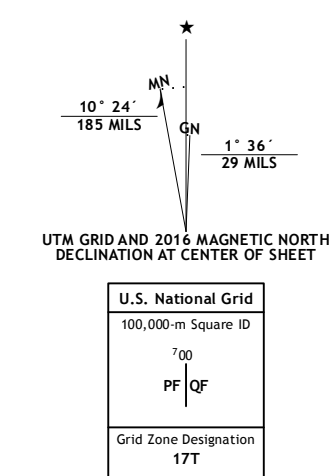 ★
MN
10° 24´
185 MILS
GN
1° 36´
29 MILS
UTM GRID AND 2016 MAGNETIC NORTH
DECLINATION AT CENTER OF SHEET
U.S. National Grid
100,000-m Square ID
⁷00
PF QF
Grid Zone Designation
17T